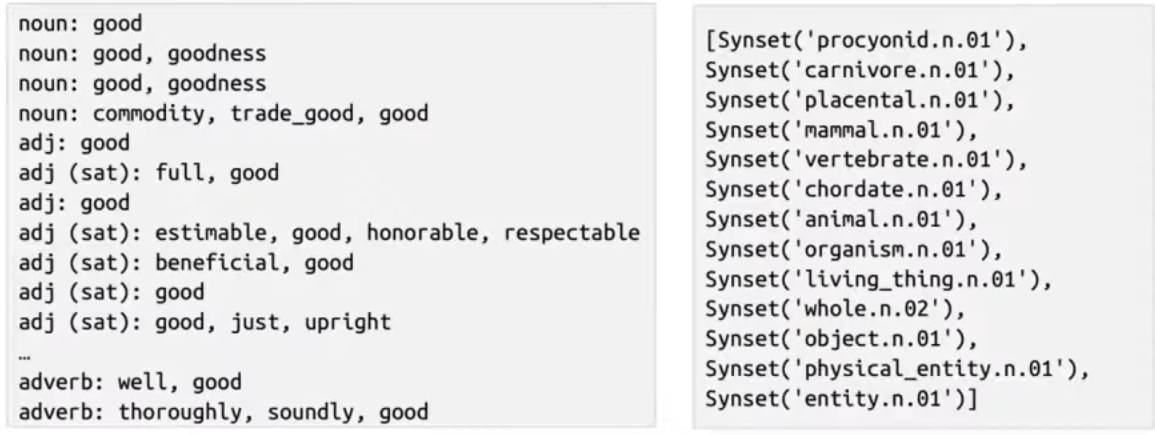 noun: good
noun: good, goodness
noun: good, goodness
noun: commodity, trade_good, good
adj: good
adj (sat): full, good
adj: good
adj (sat): estimable, good, honorable, respectable
adj (sat): beneficial, good
adj (sat): good
adj (sat): good, just, upright
…
adverb: well, good
adverb: thoroughly, soundly, good
[Synset('procyonid.n.01'),
Synset('carnivore.n.01'),
Synset('placental.n.01'),
Synset('mammal.n.01'),
Synset('vertebrate.n.01'),
Synset('chordate.n.01'),
Synset('animal.n.01'),
Synset('organism.n.01'),
Synset('living_thing.n.01'),
Synset('whole.n.02'),
Synset('object.n.01'),
Synset('physical_entity.n.01'),
Synset('entity.n.01')]